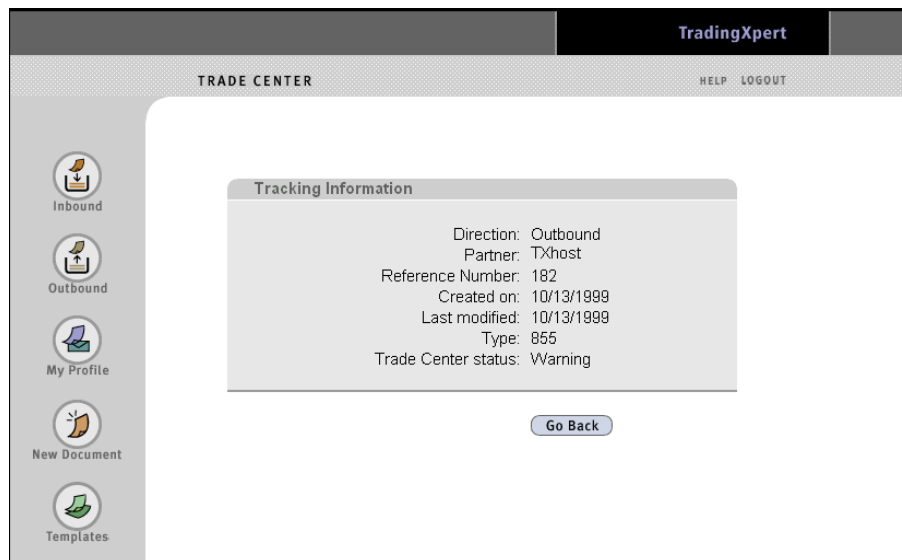 TradingXpert
TRADE CENTER
HELP LOGOUT
Inbound
Outbound
My Profile
New Document
Templates
Tracking Information
Direction: Outbound
Partner: TXhost
Reference Number: 182
Created on: 10/13/1999
Last modified: 10/13/1999
Type: 855
Trade Center status: Warning
Go Back